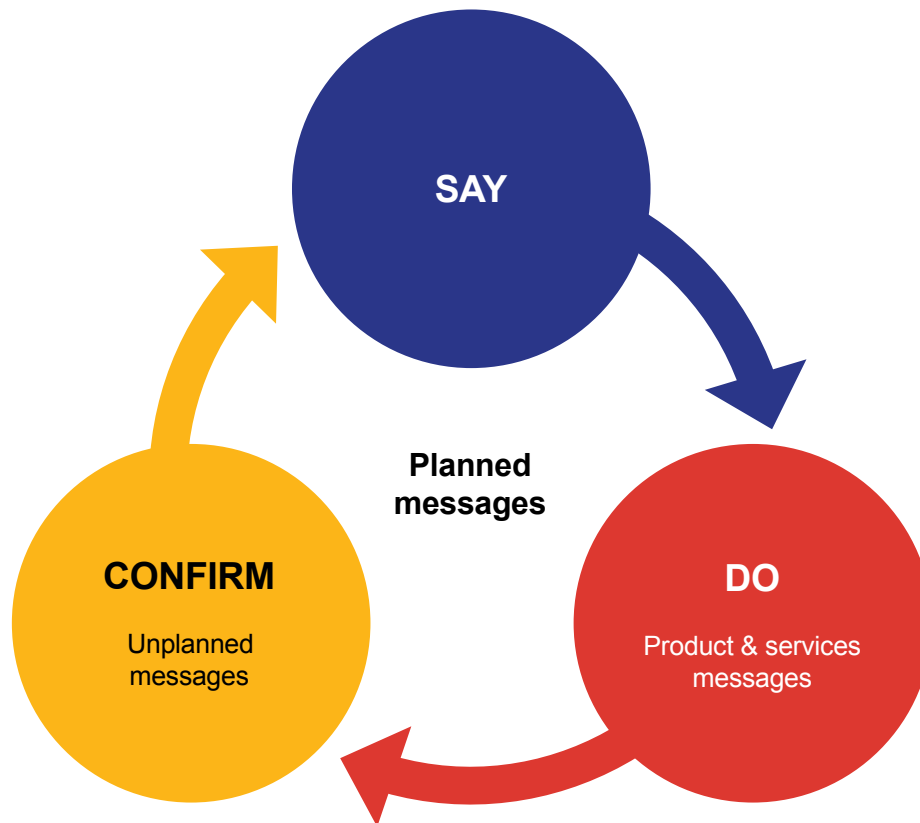 SAY
Planned
messages
CONFIRM
Unplanned
messages
DO
Product & services
messages